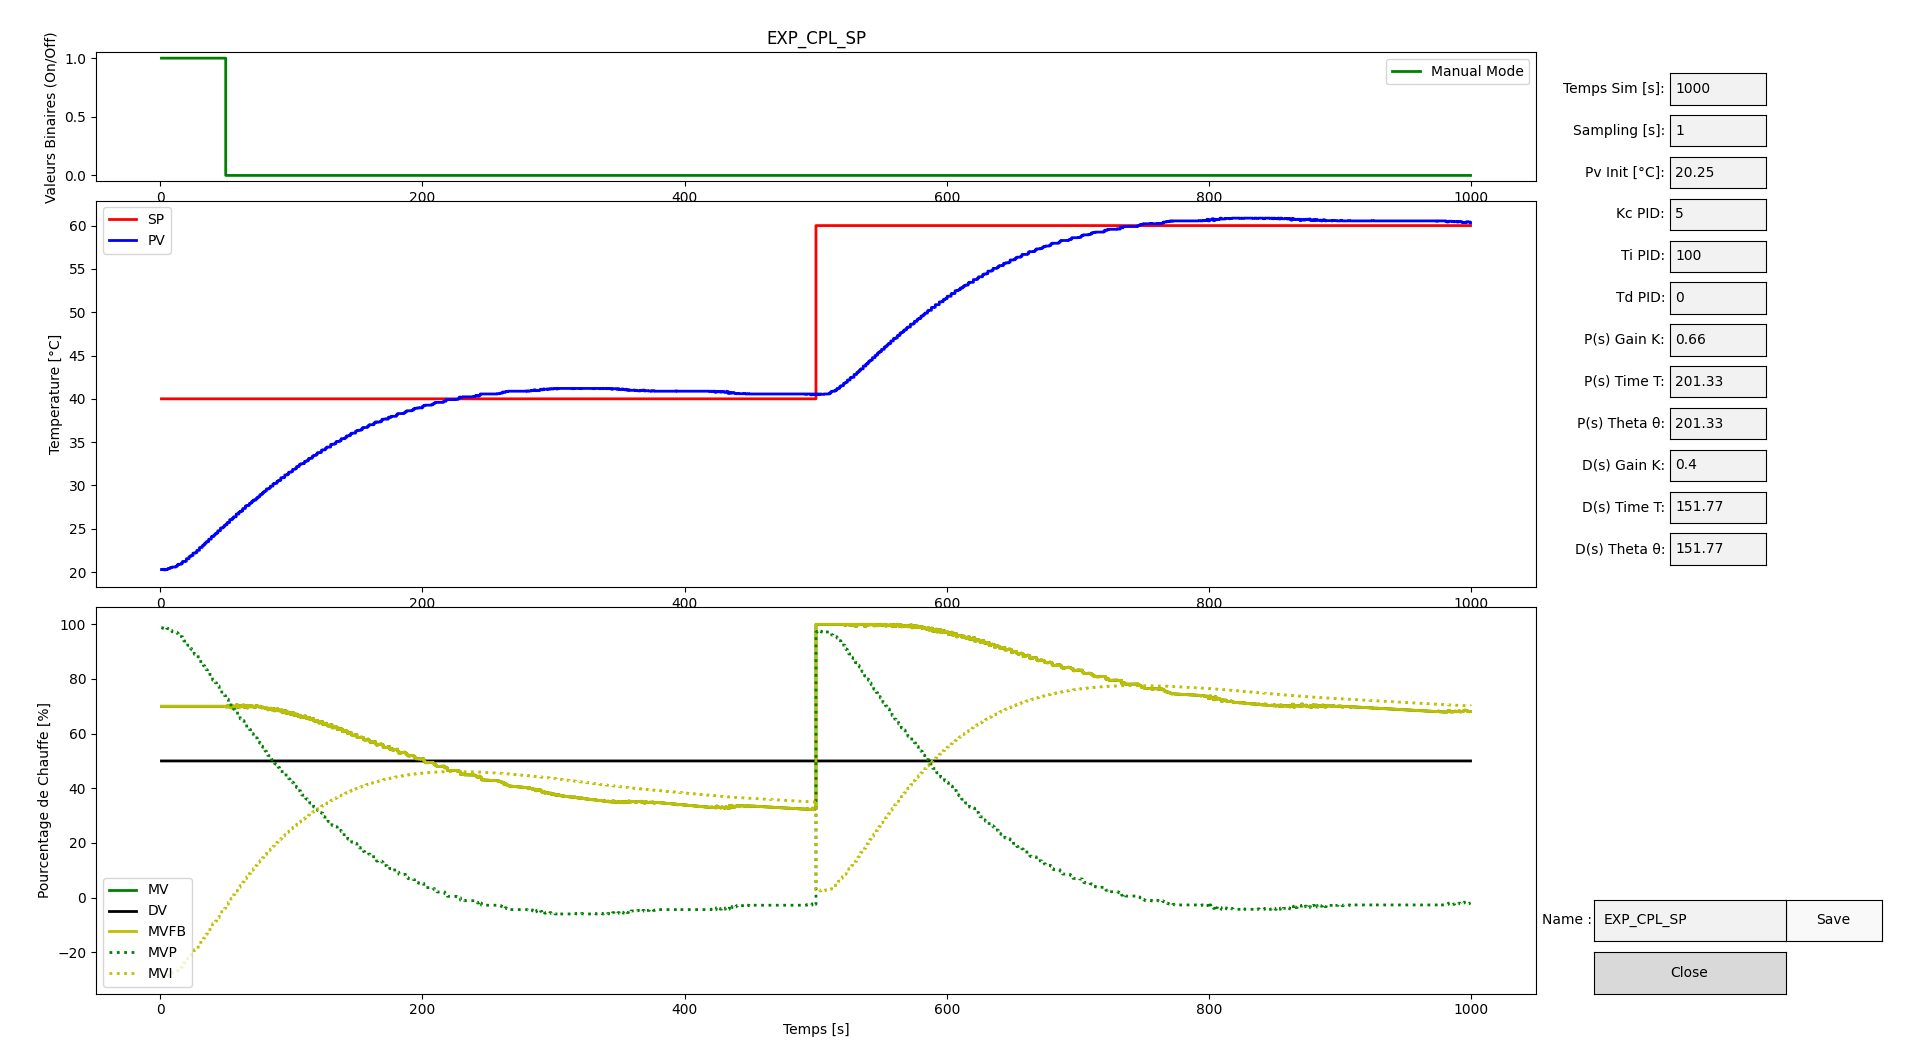 EXP_CPL_SP
Valeurs Binaires (On/Off)
1.0
0.5
0.0
Manual Mode
0 200 400 600 800 1000
Temperature [°C]
60
55
50
45
40
35
30
25
20
SP
PV
0 200 400 600 800 1000
Pourcentage de Chauffe [%]
100
80
60
40
20
0
−20
MV
DV
MVFB
MVP
MVI
0 200 400 600 800 1000
Temps [s]
Temps Sim [s]: 1000
Sampling [s]: 1
Pv Init [°C]: 20.25
Kc PID: 5
Ti PID: 100
Td PID: 0
P(s) Gain K: 0.66
P(s) Time T: 201.33
P(s) Theta θ: 201.33
D(s) Gain K: 0.4
D(s) Time T: 151.77
D(s) Theta θ: 151.77
Name : EXP_CPL_SP Save
Close